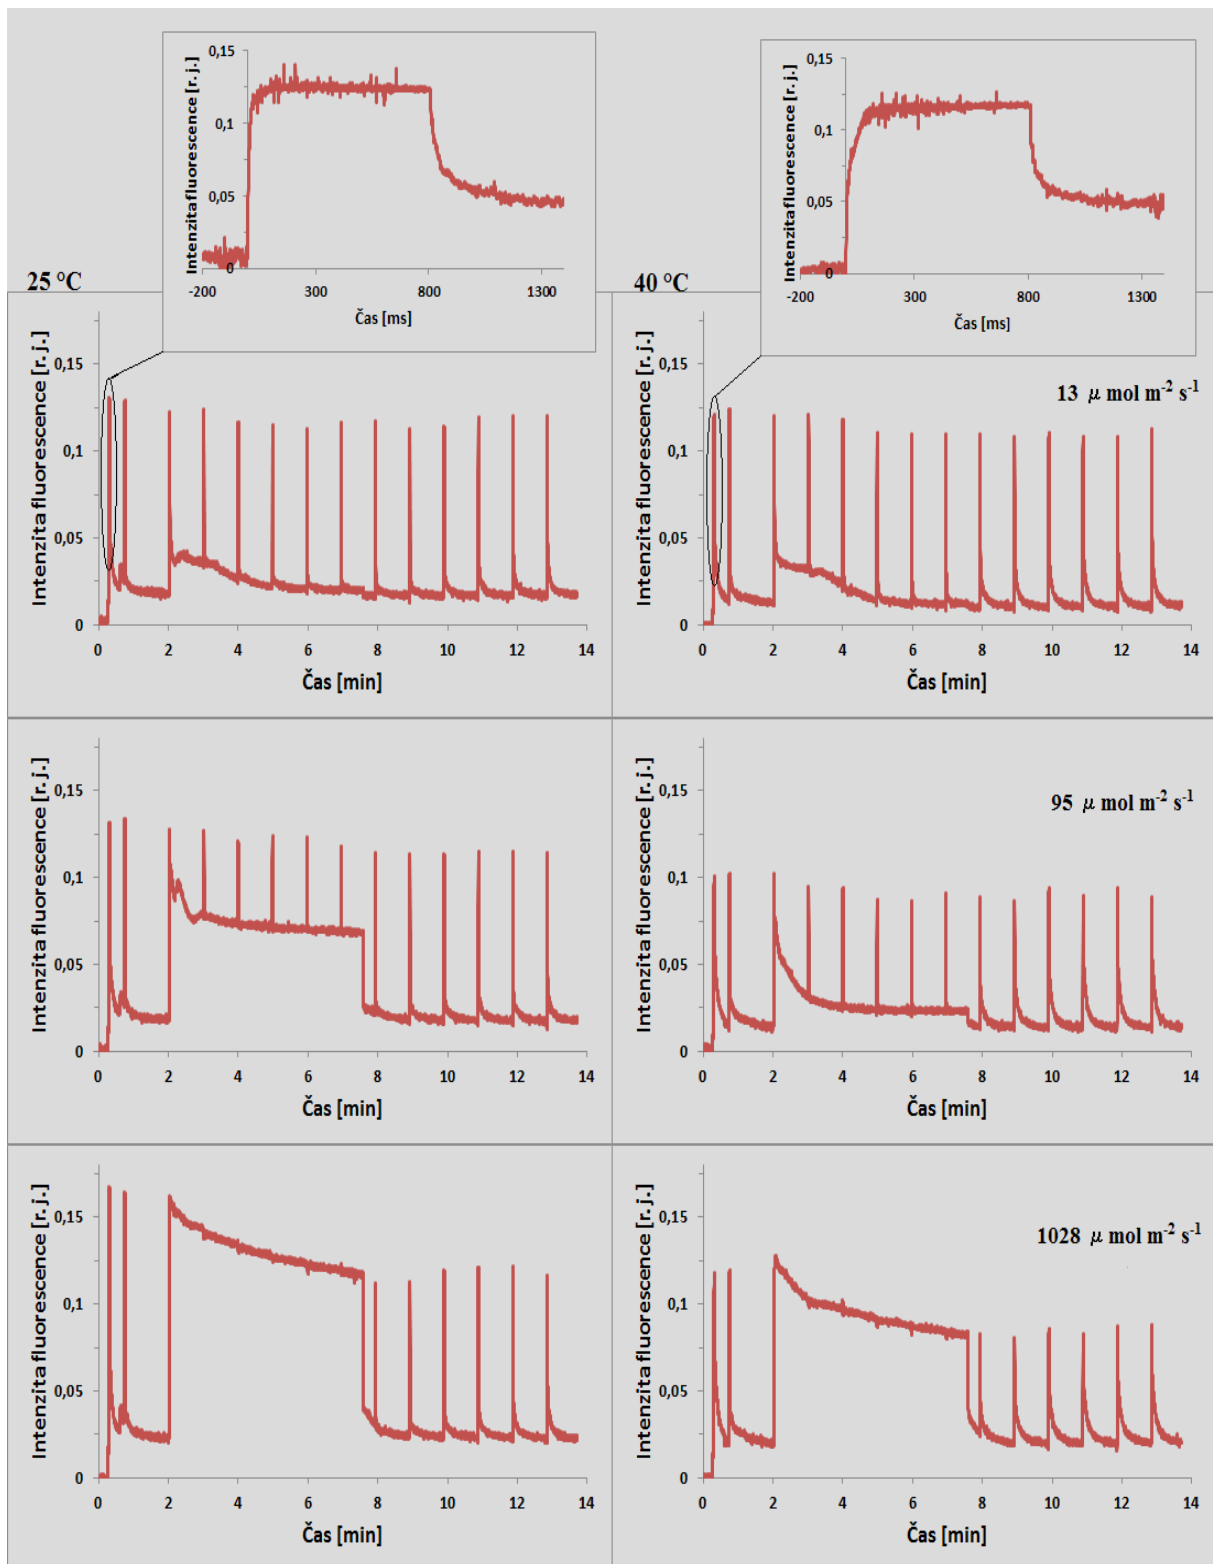 Intenzita fluorescence [r. j.]
0,15
0,1
0,05
0
-200 300 800 1300
Čas [ms]
Intenzita fluorescence [r. j.]
0,15
0,1
0,05
0
-200 300 800 1300
Čas [ms]
25 °C
40 °C
Intenzita fluorescence [r. j.]
0,15
0,1
0,05
0
0 2 4 6 8 10 12 14
Čas [min]
13 μ mol m-2 s-1
Intenzita fluorescence [r. j.]
0,15
0,1
0,05
0
0 2 4 6 8 10 12 14
Čas [min]
Intenzita fluorescence [r. j.]
0,15
0,1
0,05
0
0 2 4 6 8 10 12 14
Čas [min]
95 μ mol m-2 s-1
Intenzita fluorescence [r. j.]
0,15
0,1
0,05
0
0 2 4 6 8 10 12 14
Čas [min]
Intenzita fluorescence [r. j.]
0,15
0,1
0,05
0
0 2 4 6 8 10 12 14
Čas [min]
1028 μ mol m-2 s-1
Intenzita fluorescence [r. j.]
0,15
0,1
0,05
0
0 2 4 6 8 10 12 14
Čas [min]